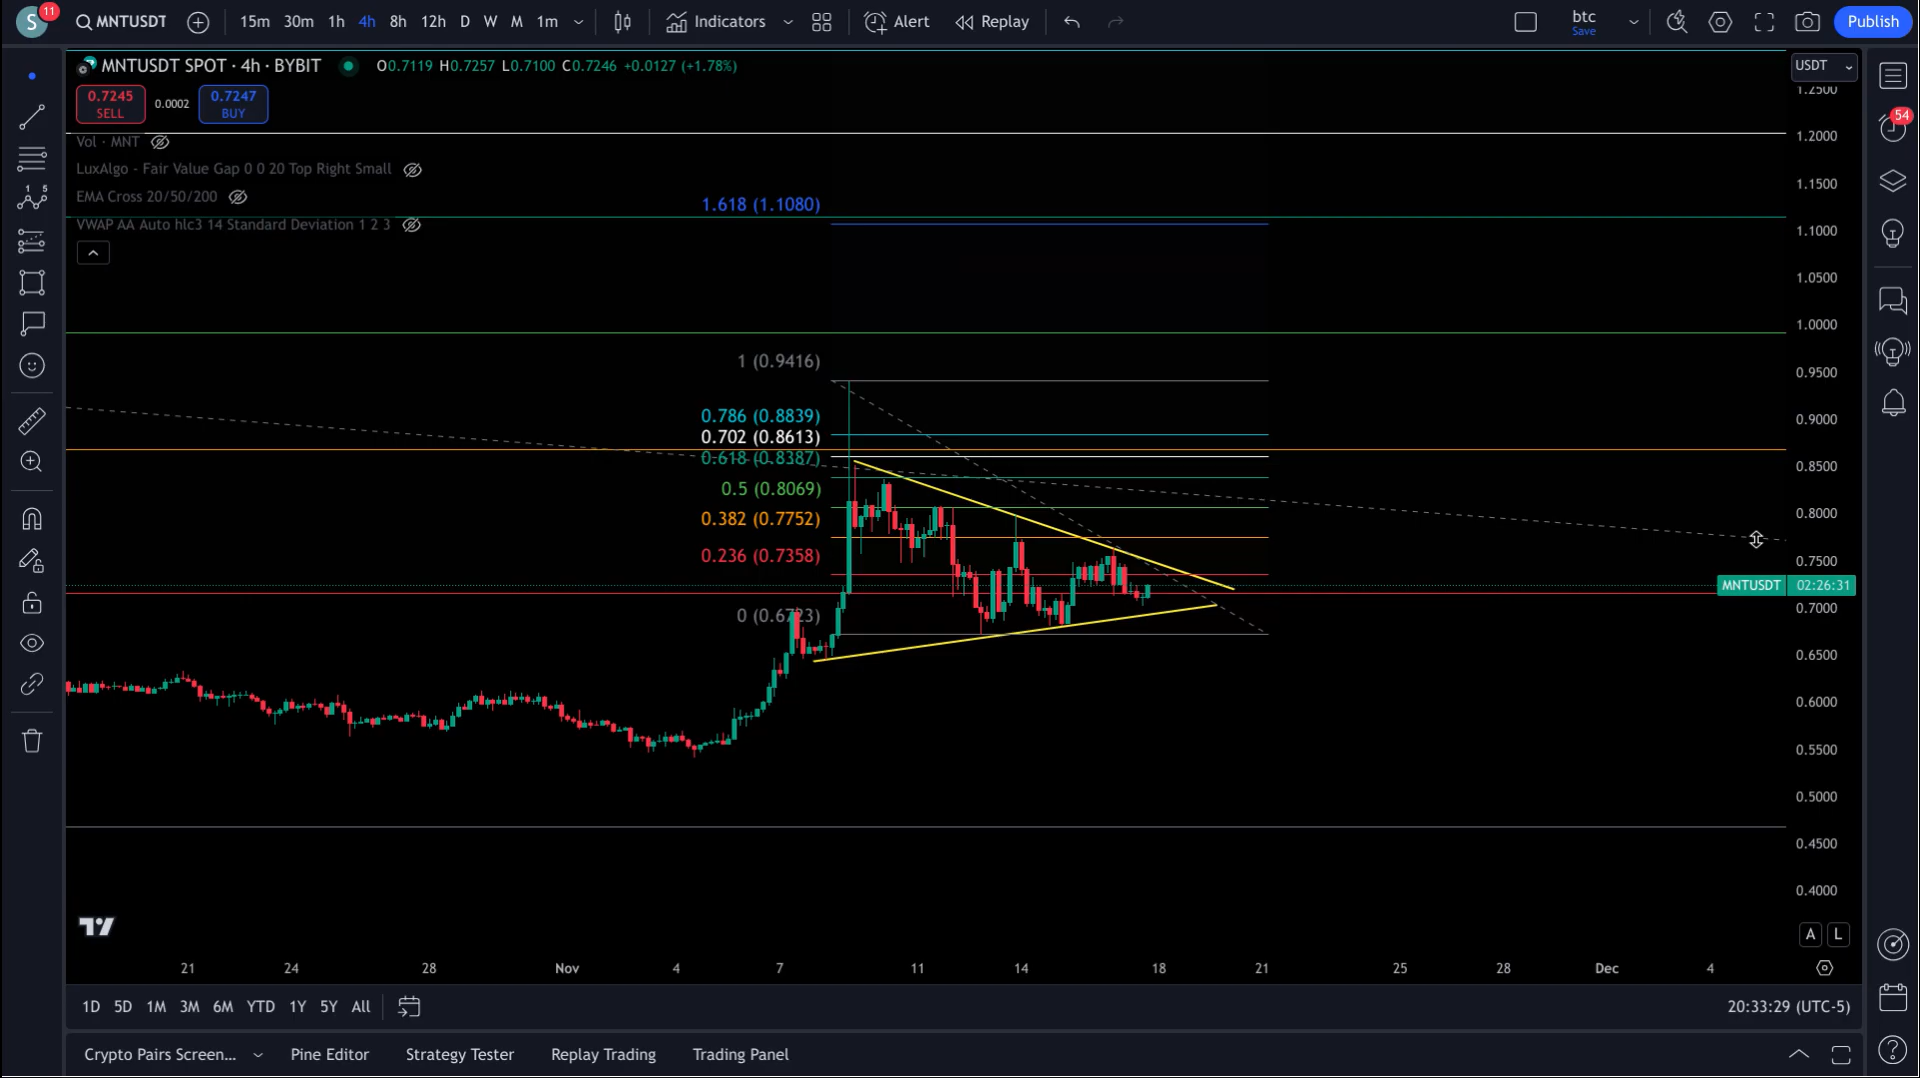 S 11 MNTUSDT 15m 30m 1h 4h 8h 12h D W M 1m Indicators Alert Replay btc Save Publish
MNTUSDT SPOT · 4h · BYBIT O0.7119 H0.7257 L0.7100 C0.7246 +0.0127 (+1.78%)
USDT
0.7245 SELL 0.0002 0.7247 BUY
Vol · MNT
LuxAlgo - Fair Value Gap 0 0 20 Top Right Small
EMA Cross 20/50/200
VWAP AA Auto hlc3 14 Standard Deviation 1 2 3
1.618 (1.1080)
1 (0.9416)
0.786 (0.8839)
0.702 (0.8613)
0.618 (0.8387)
0.5 (0.8069)
0.382 (0.7752)
0.236 (0.7358)
0 (0.6723)
1.2500
1.2000
1.1500
1.1000
1.0500
1.0000
0.9500
0.9000
0.8500
0.8000
0.7500
MNTUSDT 02:26:31
0.7000
0.6500
0.6000
0.5500
0.5000
0.4500
0.4000
54
1 5
A L
21 24 28 Nov 4 7 11 14 18 21 25 28 Dec 4
1D 5D 1M 3M 6M YTD 1Y 5Y All 20:33:29 (UTC-5)
Crypto Pairs Screen... Pine Editor Strategy Tester Replay Trading Trading Panel